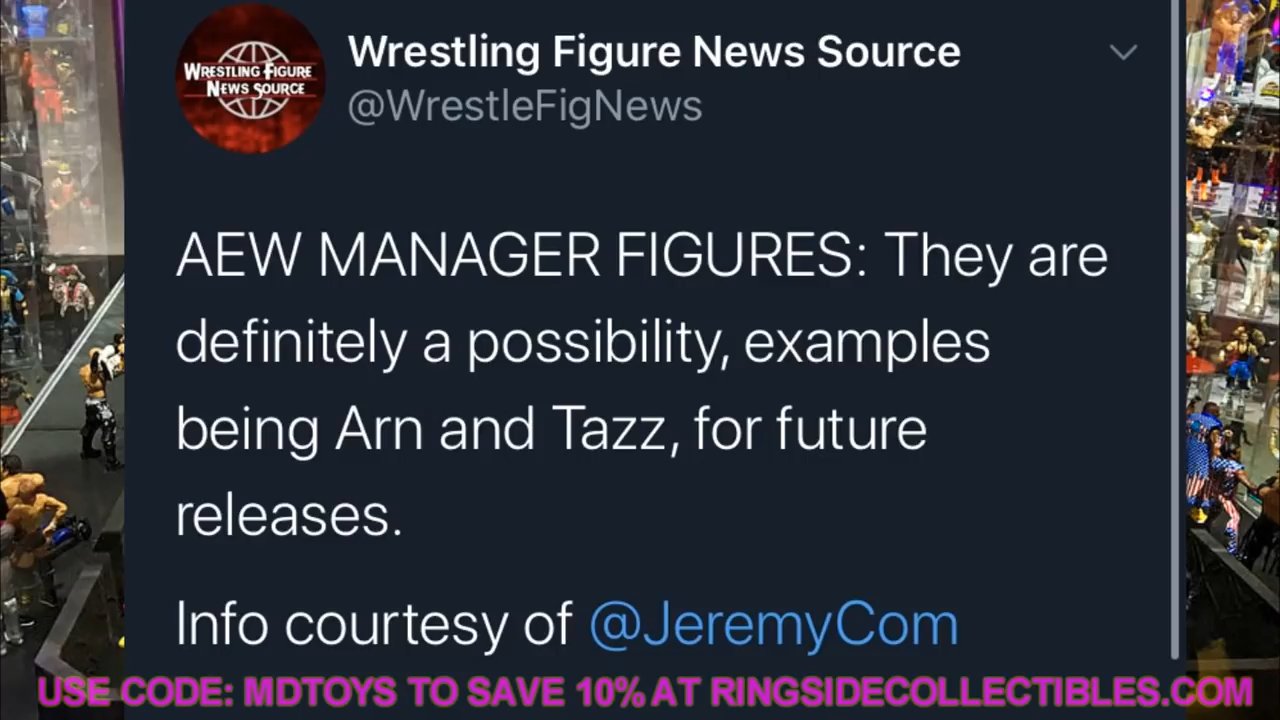 WRESTLING FIGURE
NEWS SOURCE
Wrestling Figure News Source
@WrestleFigNews
AEW MANAGER FIGURES: They are
definitely a possibility, examples
being Arn and Tazz, for future
releases.
Info courtesy of @JeremyCom
USE CODE: MDTOYS TO SAVE 10% AT RINGSIDECOLLECTIBLES.COM